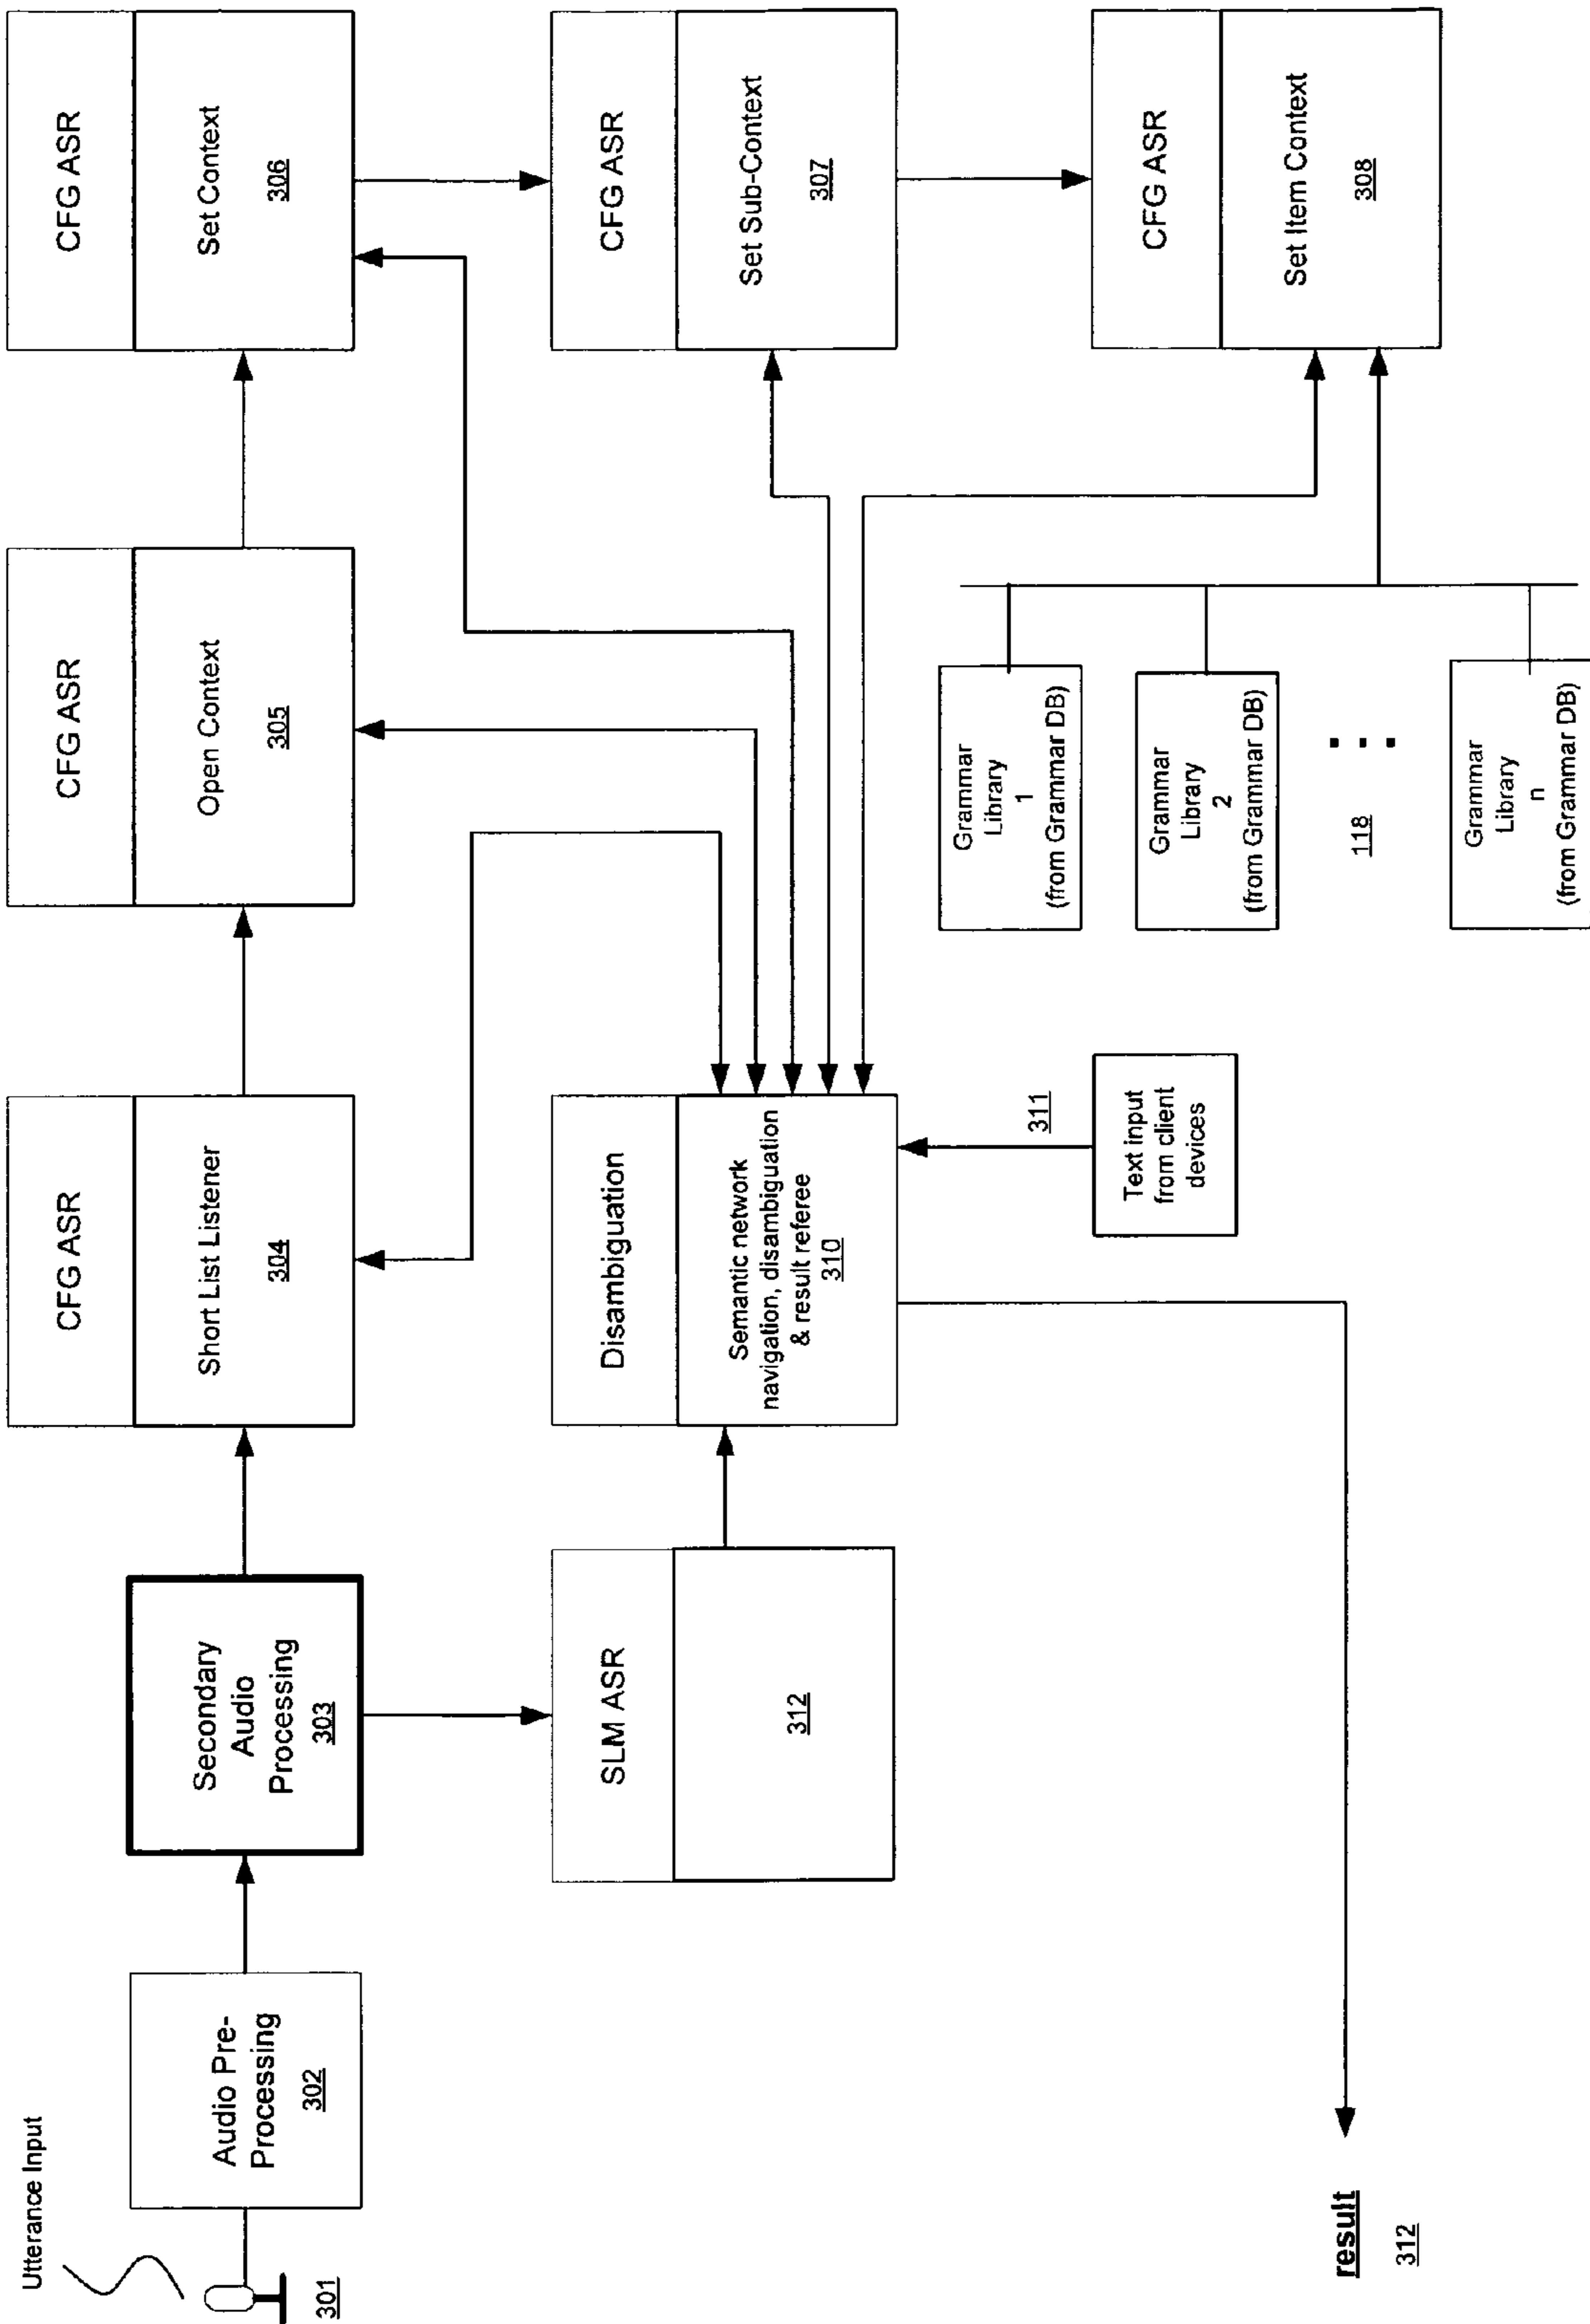 Utterance Input
301
Audio Pre-
Processing
302
Secondary
Audio
Processing
303
CFG ASR
Short List Listener
304
CFG ASR
Open Context
305
CFG ASR
Set Context
306
SLM ASR
312
Disambiguation
Semantic network
navigation, disambiguation
& result referee
310
CFG ASR
Set Sub-Context
307
311
Text input
from client
devices
Grammar
Library
1
(from Grammar DB)
Grammar
Library
2
(from Grammar DB)
118
Grammar
Library
n
(from Grammar DB)
CFG ASR
Set Item Context
308
result
312